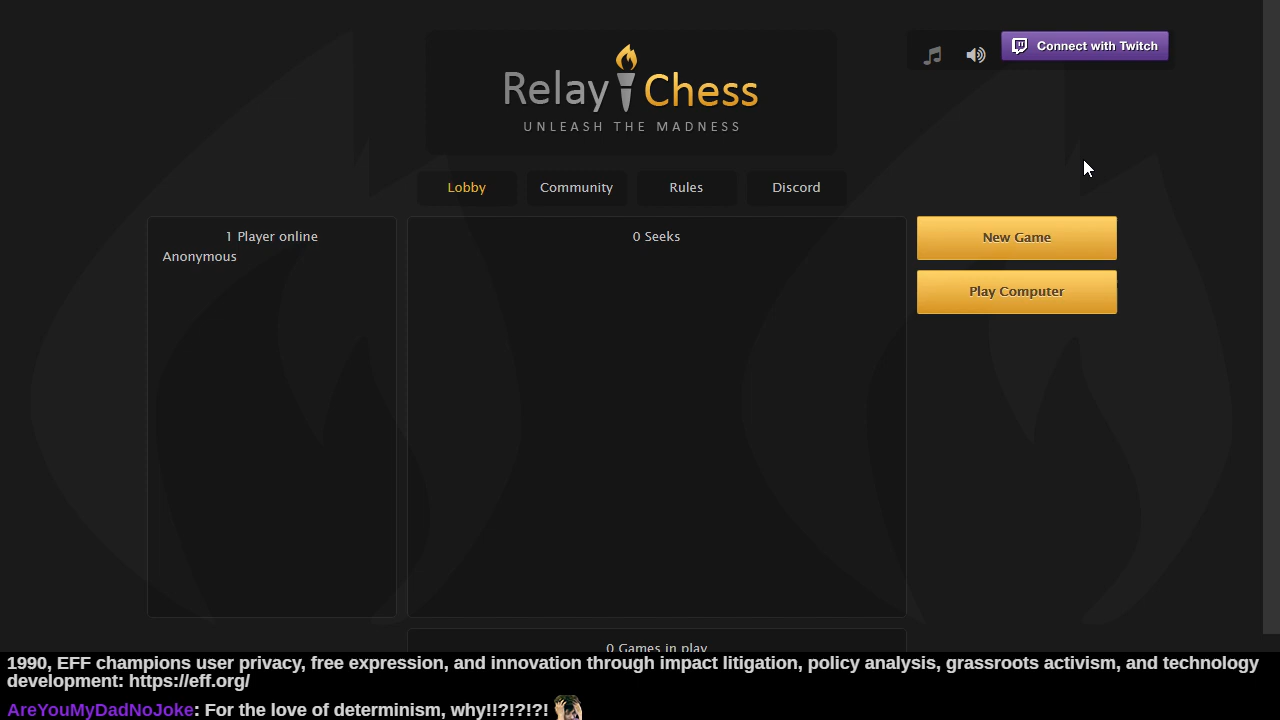 Relay Chess
UNLEASH THE MADNESS
Connect with Twitch
Lobby
Community
Rules
Discord
1 Player online
Anonymous
0 Seeks
New Game
Play Computer
0 Games in play
1990, EFF champions user privacy, free expression, and innovation through impact litigation, policy analysis, grassroots activism, and technology
development: https://eff.org/
AreYouMyDadNoJoke: For the love of determinism, why!!?!?!?!